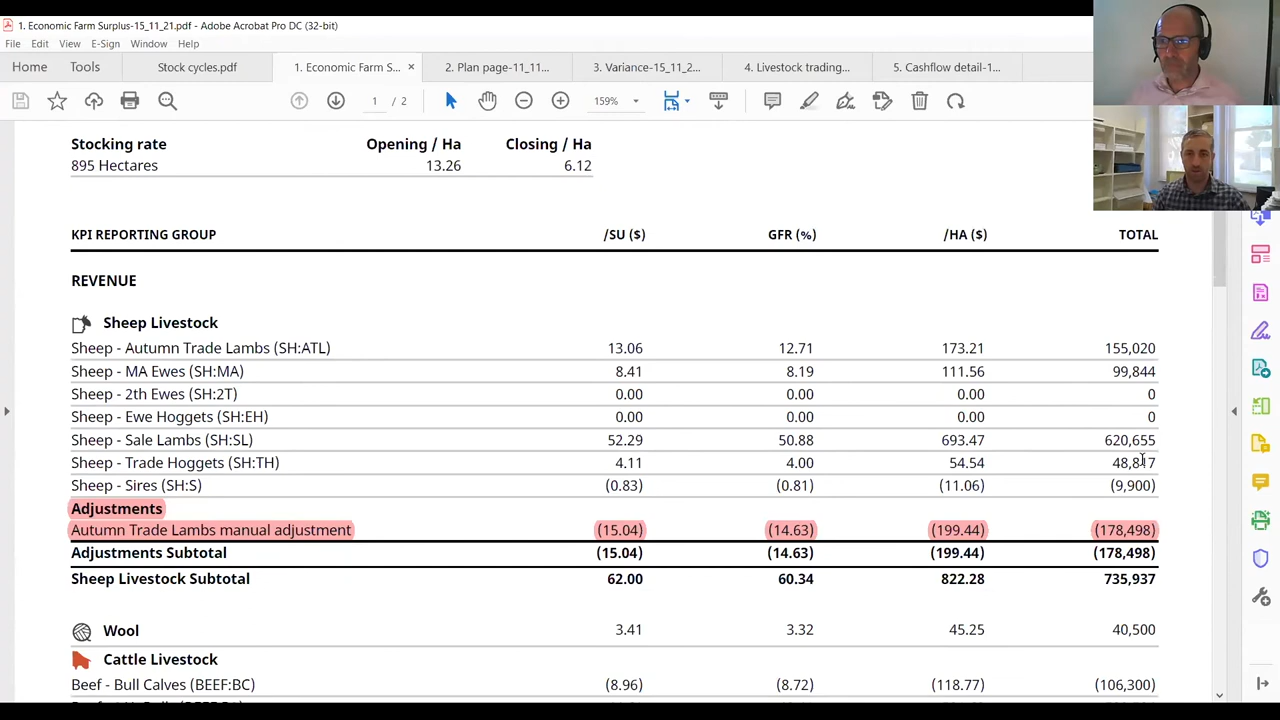 1. Economic Farm Surplus-15_11_21.pdf - Adobe Acrobat Pro DC (32-bit)
File Edit View E-Sign Window Help
Home Tools Stock cycles.pdf 1. Economic Farm S... × 2. Plan page-11_11... 3. Variance-15_11_2... 4. Livestock trading... 5. Cashflow detail-1...
1 / 2 159%
Stocking rate Opening / Ha Closing / Ha
895 Hectares 13.26 6.12
KPI REPORTING GROUP /SU ($) GFR (%) /HA ($) TOTAL
REVENUE
Sheep Livestock
Sheep - Autumn Trade Lambs (SH:ATL) 13.06 12.71 173.21 155,020
Sheep - MA Ewes (SH:MA) 8.41 8.19 111.56 99,844
Sheep - 2th Ewes (SH:2T) 0.00 0.00 0.00 0
Sheep - Ewe Hoggets (SH:EH) 0.00 0.00 0.00 0
Sheep - Sale Lambs (SH:SL) 52.29 50.88 693.47 620,655
Sheep - Trade Hoggets (SH:TH) 4.11 4.00 54.54 48,817
Sheep - Sires (SH:S) (0.83) (0.81) (11.06) (9,900)
Adjustments
Autumn Trade Lambs manual adjustment (15.04) (14.63) (199.44) (178,498)
Adjustments Subtotal (15.04) (14.63) (199.44) (178,498)
Sheep Livestock Subtotal 62.00 60.34 822.28 735,937
Wool 3.41 3.32 45.25 40,500
Cattle Livestock
Beef - Bull Calves (BEEF:BC) (8.96) (8.72) (118.77) (106,300)